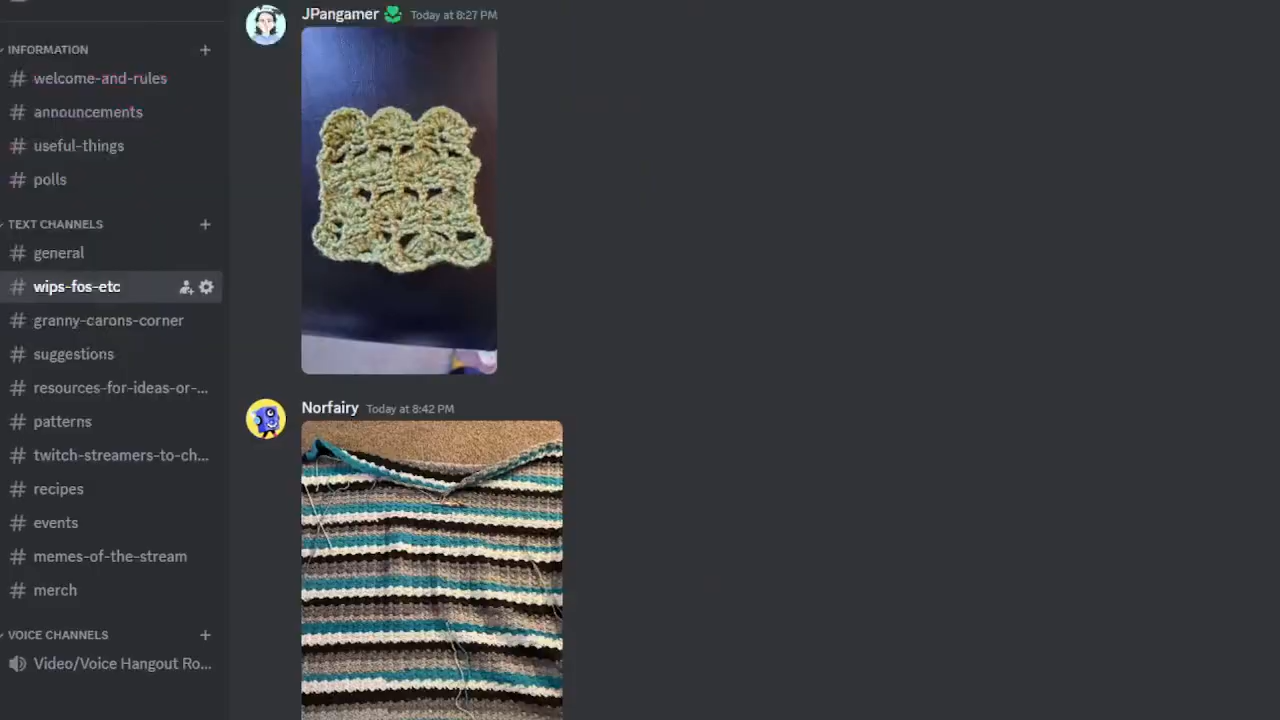 INFORMATION
welcome-and-rules
announcements
useful-things
polls
TEXT CHANNELS
general
wips-fos-etc
granny-carons-corner
suggestions
resources-for-ideas-or-...
patterns
twitch-streamers-to-ch...
recipes
events
memes-of-the-stream
merch
VOICE CHANNELS
Video/Voice Hangout Ro...
JPangamer Today at 8:27 PM
Norfairy Today at 8:42 PM